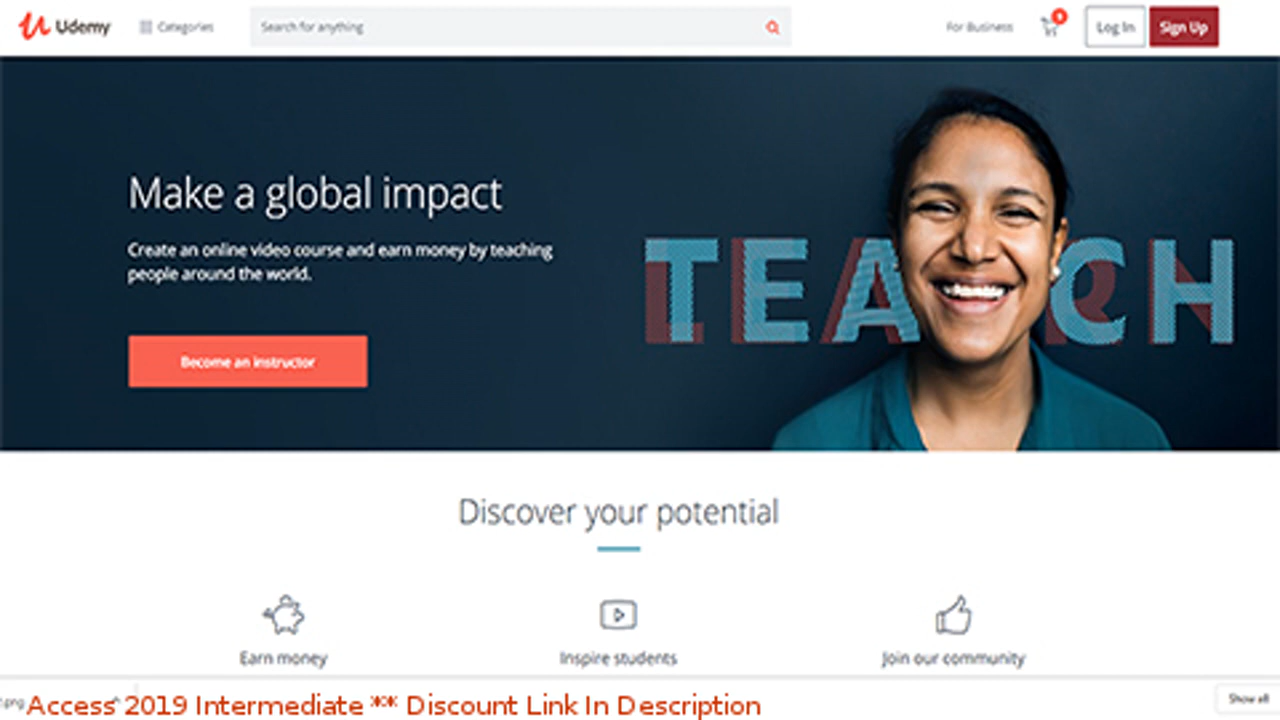 Udemy
Categories
Search for anything
For Business
Log In
Sign Up
Make a global impact
Create an online video course and earn money by teaching
people around the world.
TEACH
Become an instructor
Discover your potential
Earn money
Inspire students
Join our community
Show all
Access 2019 Intermediate ** Discount Link In Description